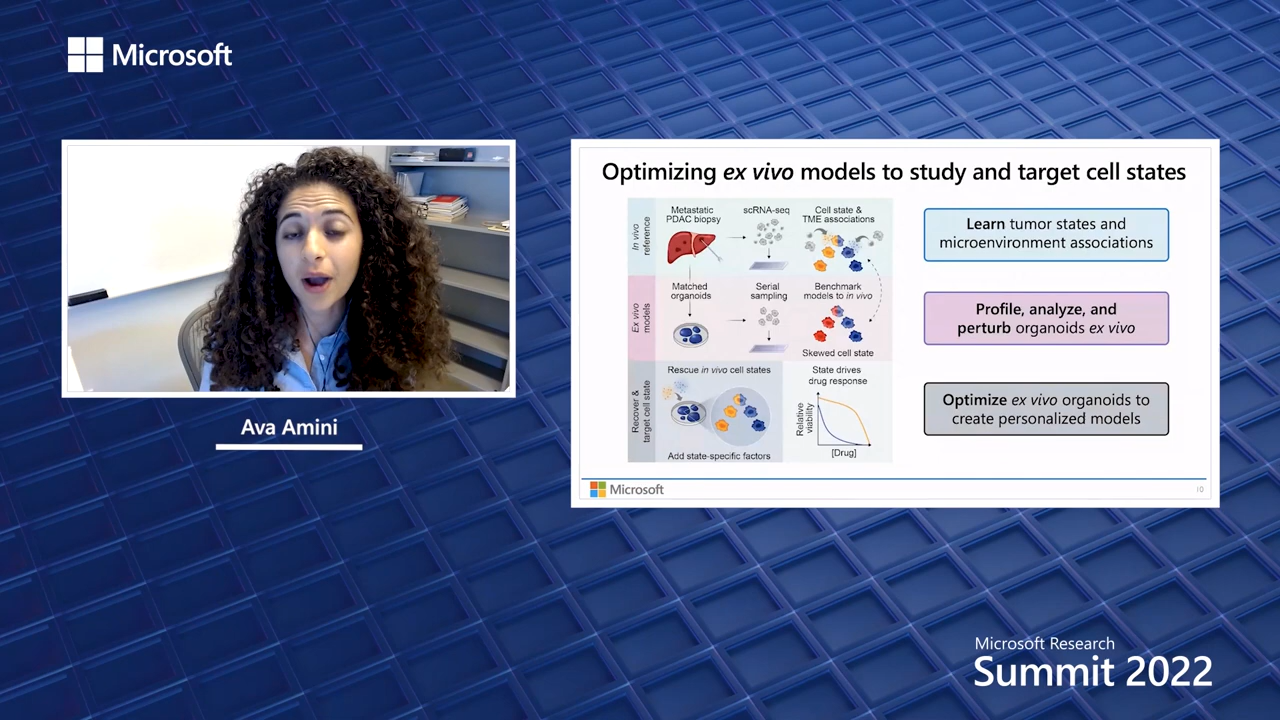 Microsoft
Ava Amini
Optimizing ex vivo models to study and target cell states
In vivo
reference
Metastatic
PDAC biopsy
scRNA-seq
Cell state &
TME associations
Ex vivo
models
Matched
organoids
Serial
sampling
Benchmark
models to in vivo
Skewed cell state
Recover &
target cell state
Rescue in vivo cell states
Add state-specific factors
State drives
drug response
Relative
viability
[Drug]
Learn tumor states and
microenvironment associations
Profile, analyze, and
perturb organoids ex vivo
Optimize ex vivo organoids to
create personalized models
Microsoft
10
Microsoft Research
Summit 2022